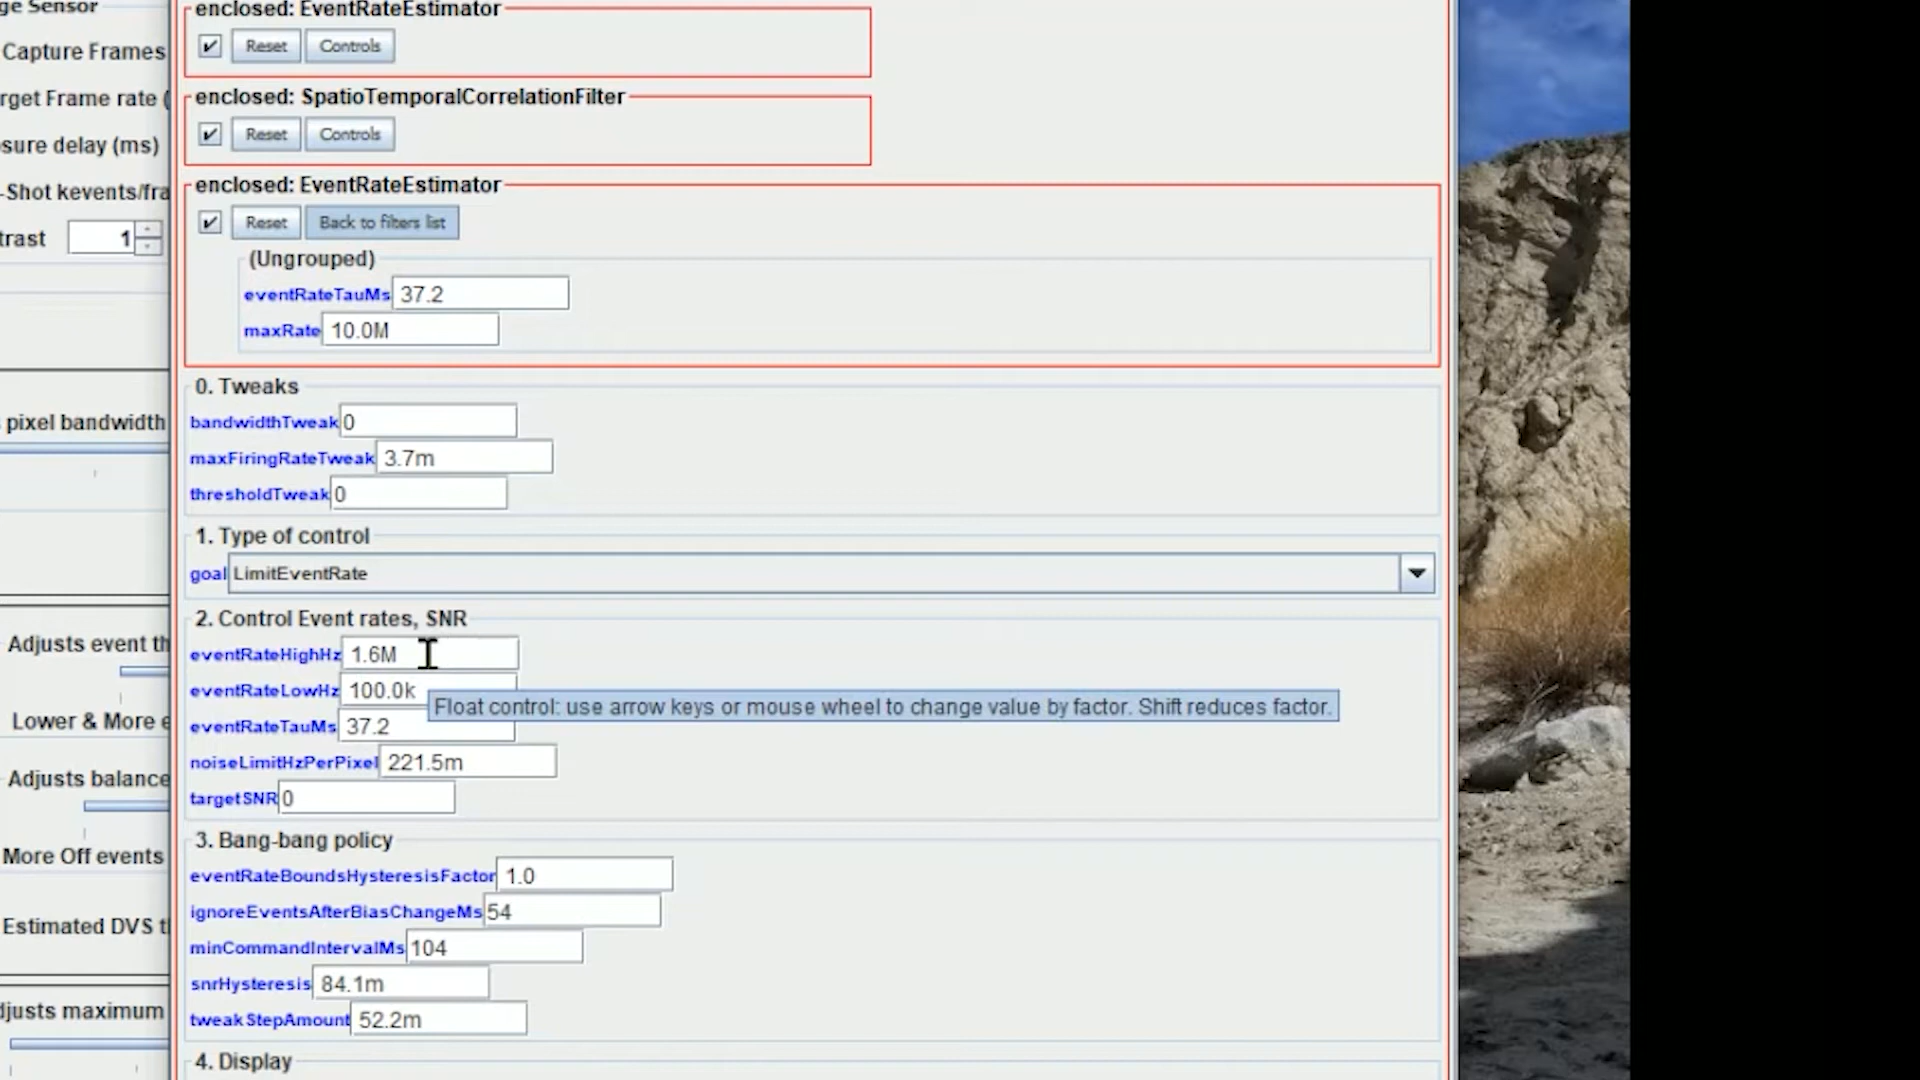 ge Sensor
Capture Frames
rget Frame rate (
sure delay (ms)
-Shot kevents/fra
trast 1
pixel bandwidth
Adjusts event th
Lower & More e
Adjusts balance
More Off events
Estimated DVS t
djusts maximum
enclosed: EventRateEstimator
Reset Controls
enclosed: SpatioTemporalCorrelationFilter
Reset Controls
enclosed: EventRateEstimator
Reset Back to filters list
(Ungrouped)
eventRateTauMs 37.2
maxRate 10.0M
0. Tweaks
bandwidthTweak 0
maxFiringRateTweak 3.7m
thresholdTweak 0
1. Type of control
goal LimitEventRate
2. Control Event rates, SNR
eventRateHighHz 1.6M
eventRateLowHz 100.0k
Float control: use arrow keys or mouse wheel to change value by factor. Shift reduces factor.
eventRateTauMs 37.2
noiseLimitHzPerPixel 221.5m
targetSNR 0
3. Bang-bang policy
eventRateBoundsHysteresisFactor 1.0
ignoreEventsAfterBiasChangeMs 54
minCommandIntervalMs 104
snrHysteresis 84.1m
tweakStepAmount 52.2m
4. Display